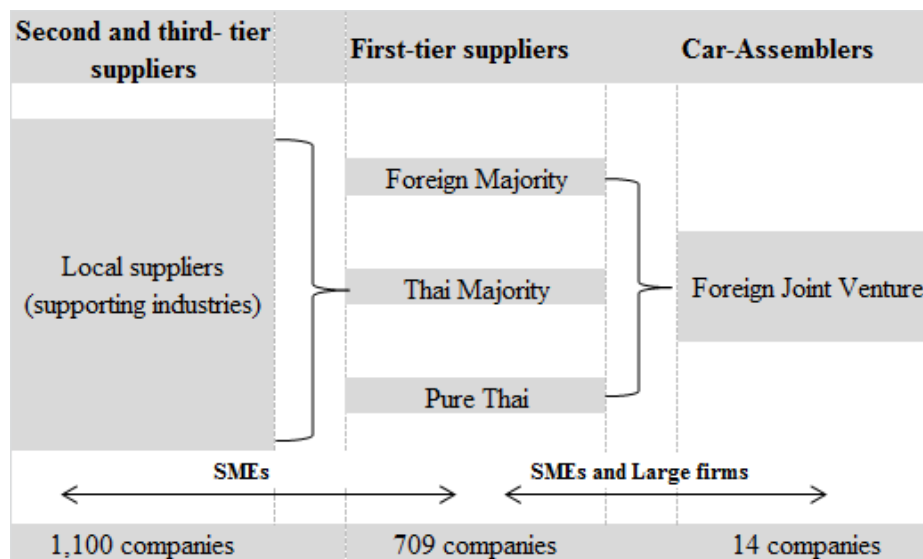 Second and third- tier
suppliers
First-tier suppliers
Car-Assemblers
Foreign Majority
Local suppliers
(supporting industries)
Thai Majority
Foreign Joint Venture
Pure Thai
SMEs
SMEs and Large firms
1,100 companies
709 companies
14 companies